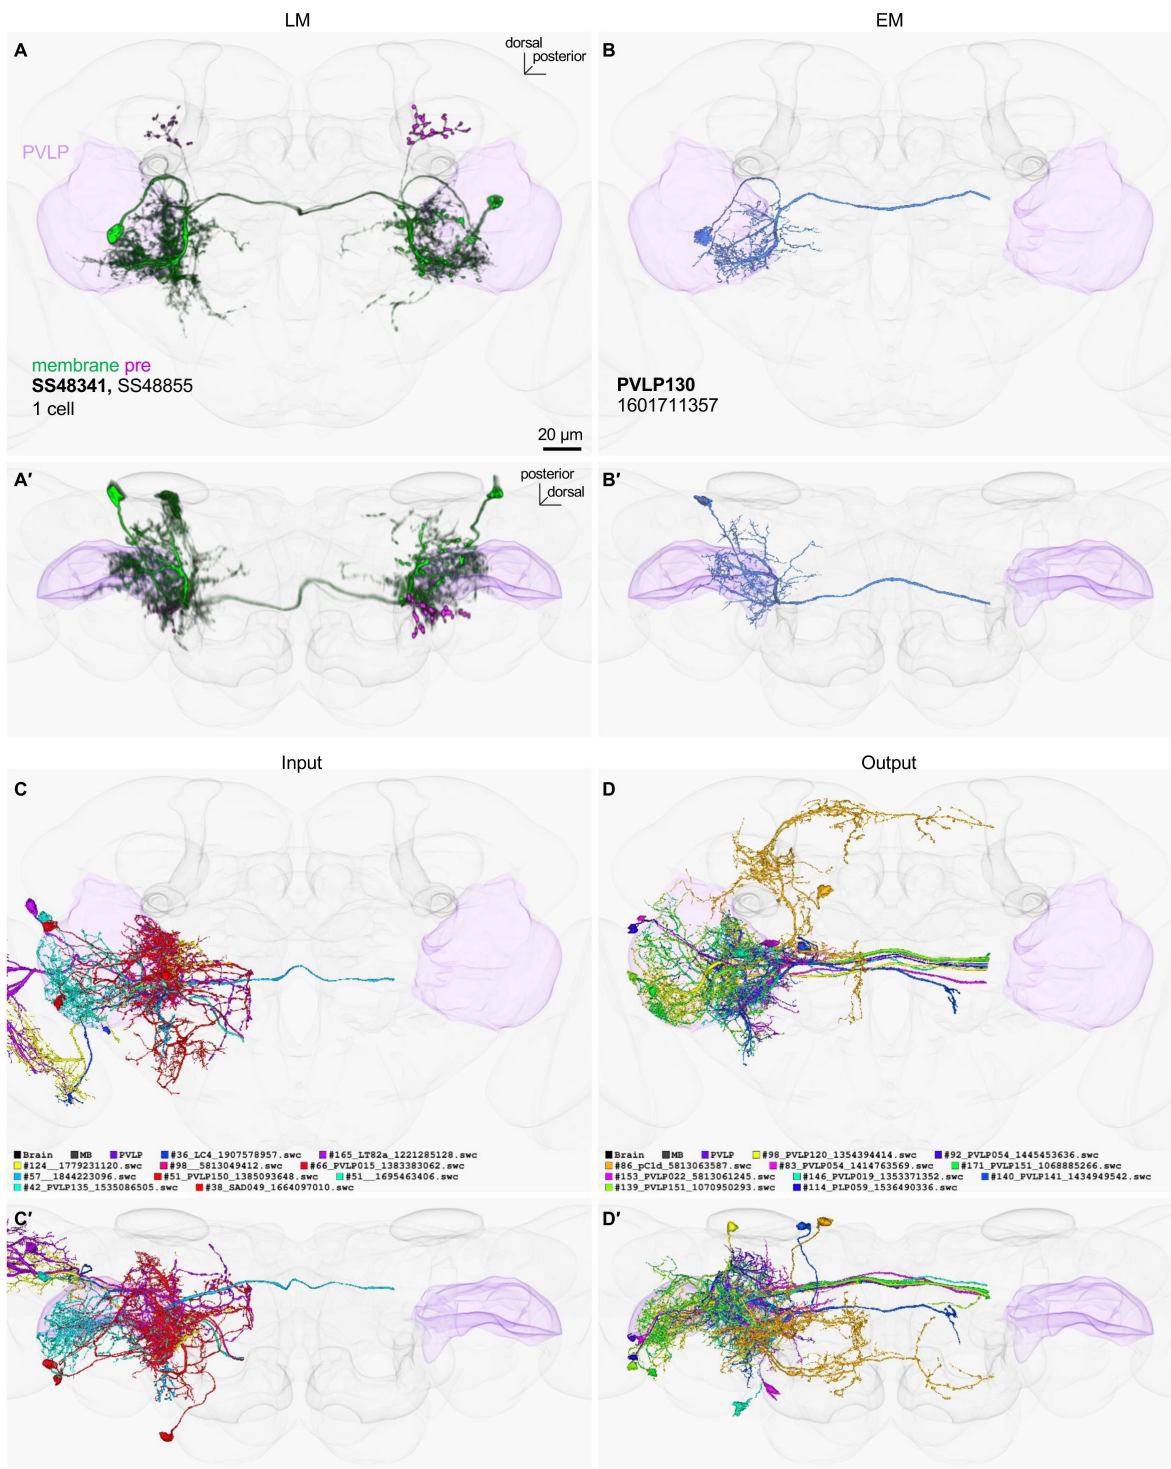 LM
EM
A
dorsal
posterior
PVLP
membrane pre
SS48341, SS48855
1 cell
20 µm
B
PVLP130
1601711357
A′
posterior
dorsal
B′
Input
Output
C
Brain MB PVLP #36_LC4_1907578957.swc #165_LT82a_1221285128.swc
#124__1779231120.swc #98__5813049412.swc #66_PVLP015_1383383062.swc
#57__1844223096.swc #51_PVLP150_1385093648.swc #51__1695463406.swc
#42_PVLP135_1535086505.swc #38_SAD049_1664097010.swc
D
Brain MB PVLP #98_PVLP120_1354394414.swc #92_PVLP054_1445453636.swc
#86_pC1d_5813063587.swc #83_PVLP054_1414763569.swc #171_PVLP151_1068885266.swc
#153_PVLP022_5813061245.swc #146_PVLP019_1353371352.swc #140_PVLP141_1434949542.swc
#139_PVLP151_1070950293.swc #114_PLP059_1536490336.swc
C′
D′